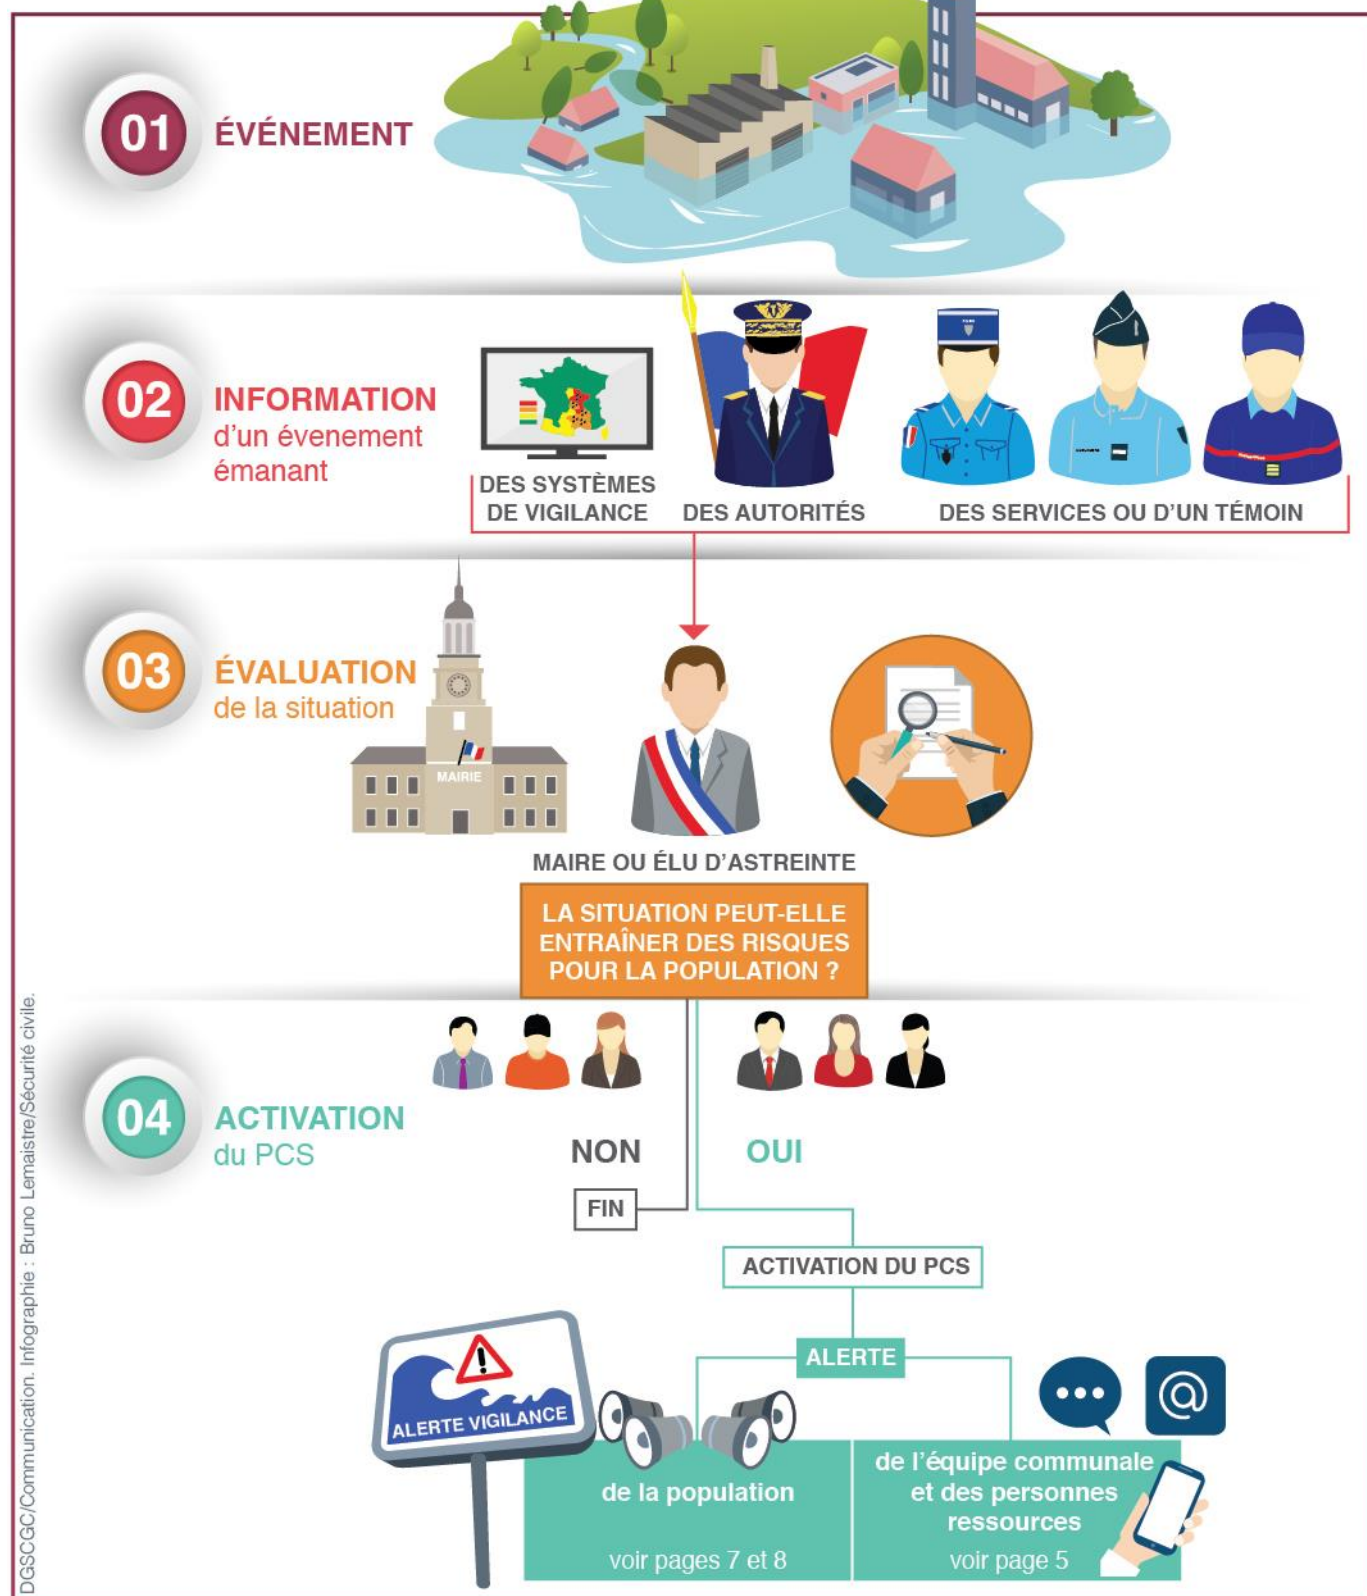 01
ÉVÉNEMENT
02
INFORMATION
d'un évenement
émanant
DES SYSTÈMES
DE VIGILANCE
DES AUTORITÉS
DES SERVICES OU D'UN TÉMOIN
03
ÉVALUATION
de la situation
MAIRIE
MAIRE OU ÉLU D'ASTREINTE
LA SITUATION PEUT-ELLE
ENTRAÎNER DES RISQUES
POUR LA POPULATION ?
04
ACTIVATION
du PCS
NON
OUI
FIN
ACTIVATION DU PCS
ALERTE
ALERTE VIGILANCE
@
de la population
voir pages 7 et 8
de l'équipe communale
et des personnes
ressources
voir page 5
DGSCGC/Communication. Infographie : Bruno Lemaistre/Sécurité civile.